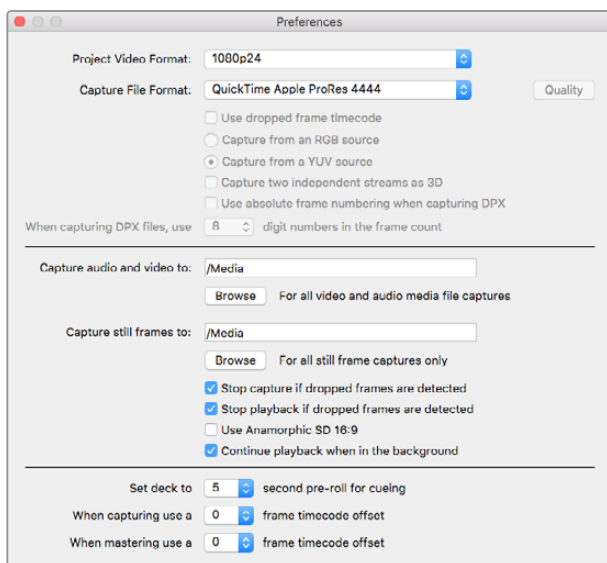 Preferences
Project Video Format: 1080p24
Capture File Format: QuickTime Apple ProRes 4444 Quality
Use dropped frame timecode
Capture from an RGB source
Capture from a YUV source
Capture two independent streams as 3D
Use absolute frame numbering when capturing DPX
When capturing DPX files, use 8 digit numbers in the frame count
Capture audio and video to: /Media
Browse For all video and audio media file captures
Capture still frames to: /Media
Browse For all still frame captures only
Stop capture if dropped frames are detected
Stop playback if dropped frames are detected
Use Anamorphic SD 16:9
Continue playback when in the background
Set deck to 5 second pre-roll for cueing
When capturing use a 0 frame timecode offset
When mastering use a 0 frame timecode offset